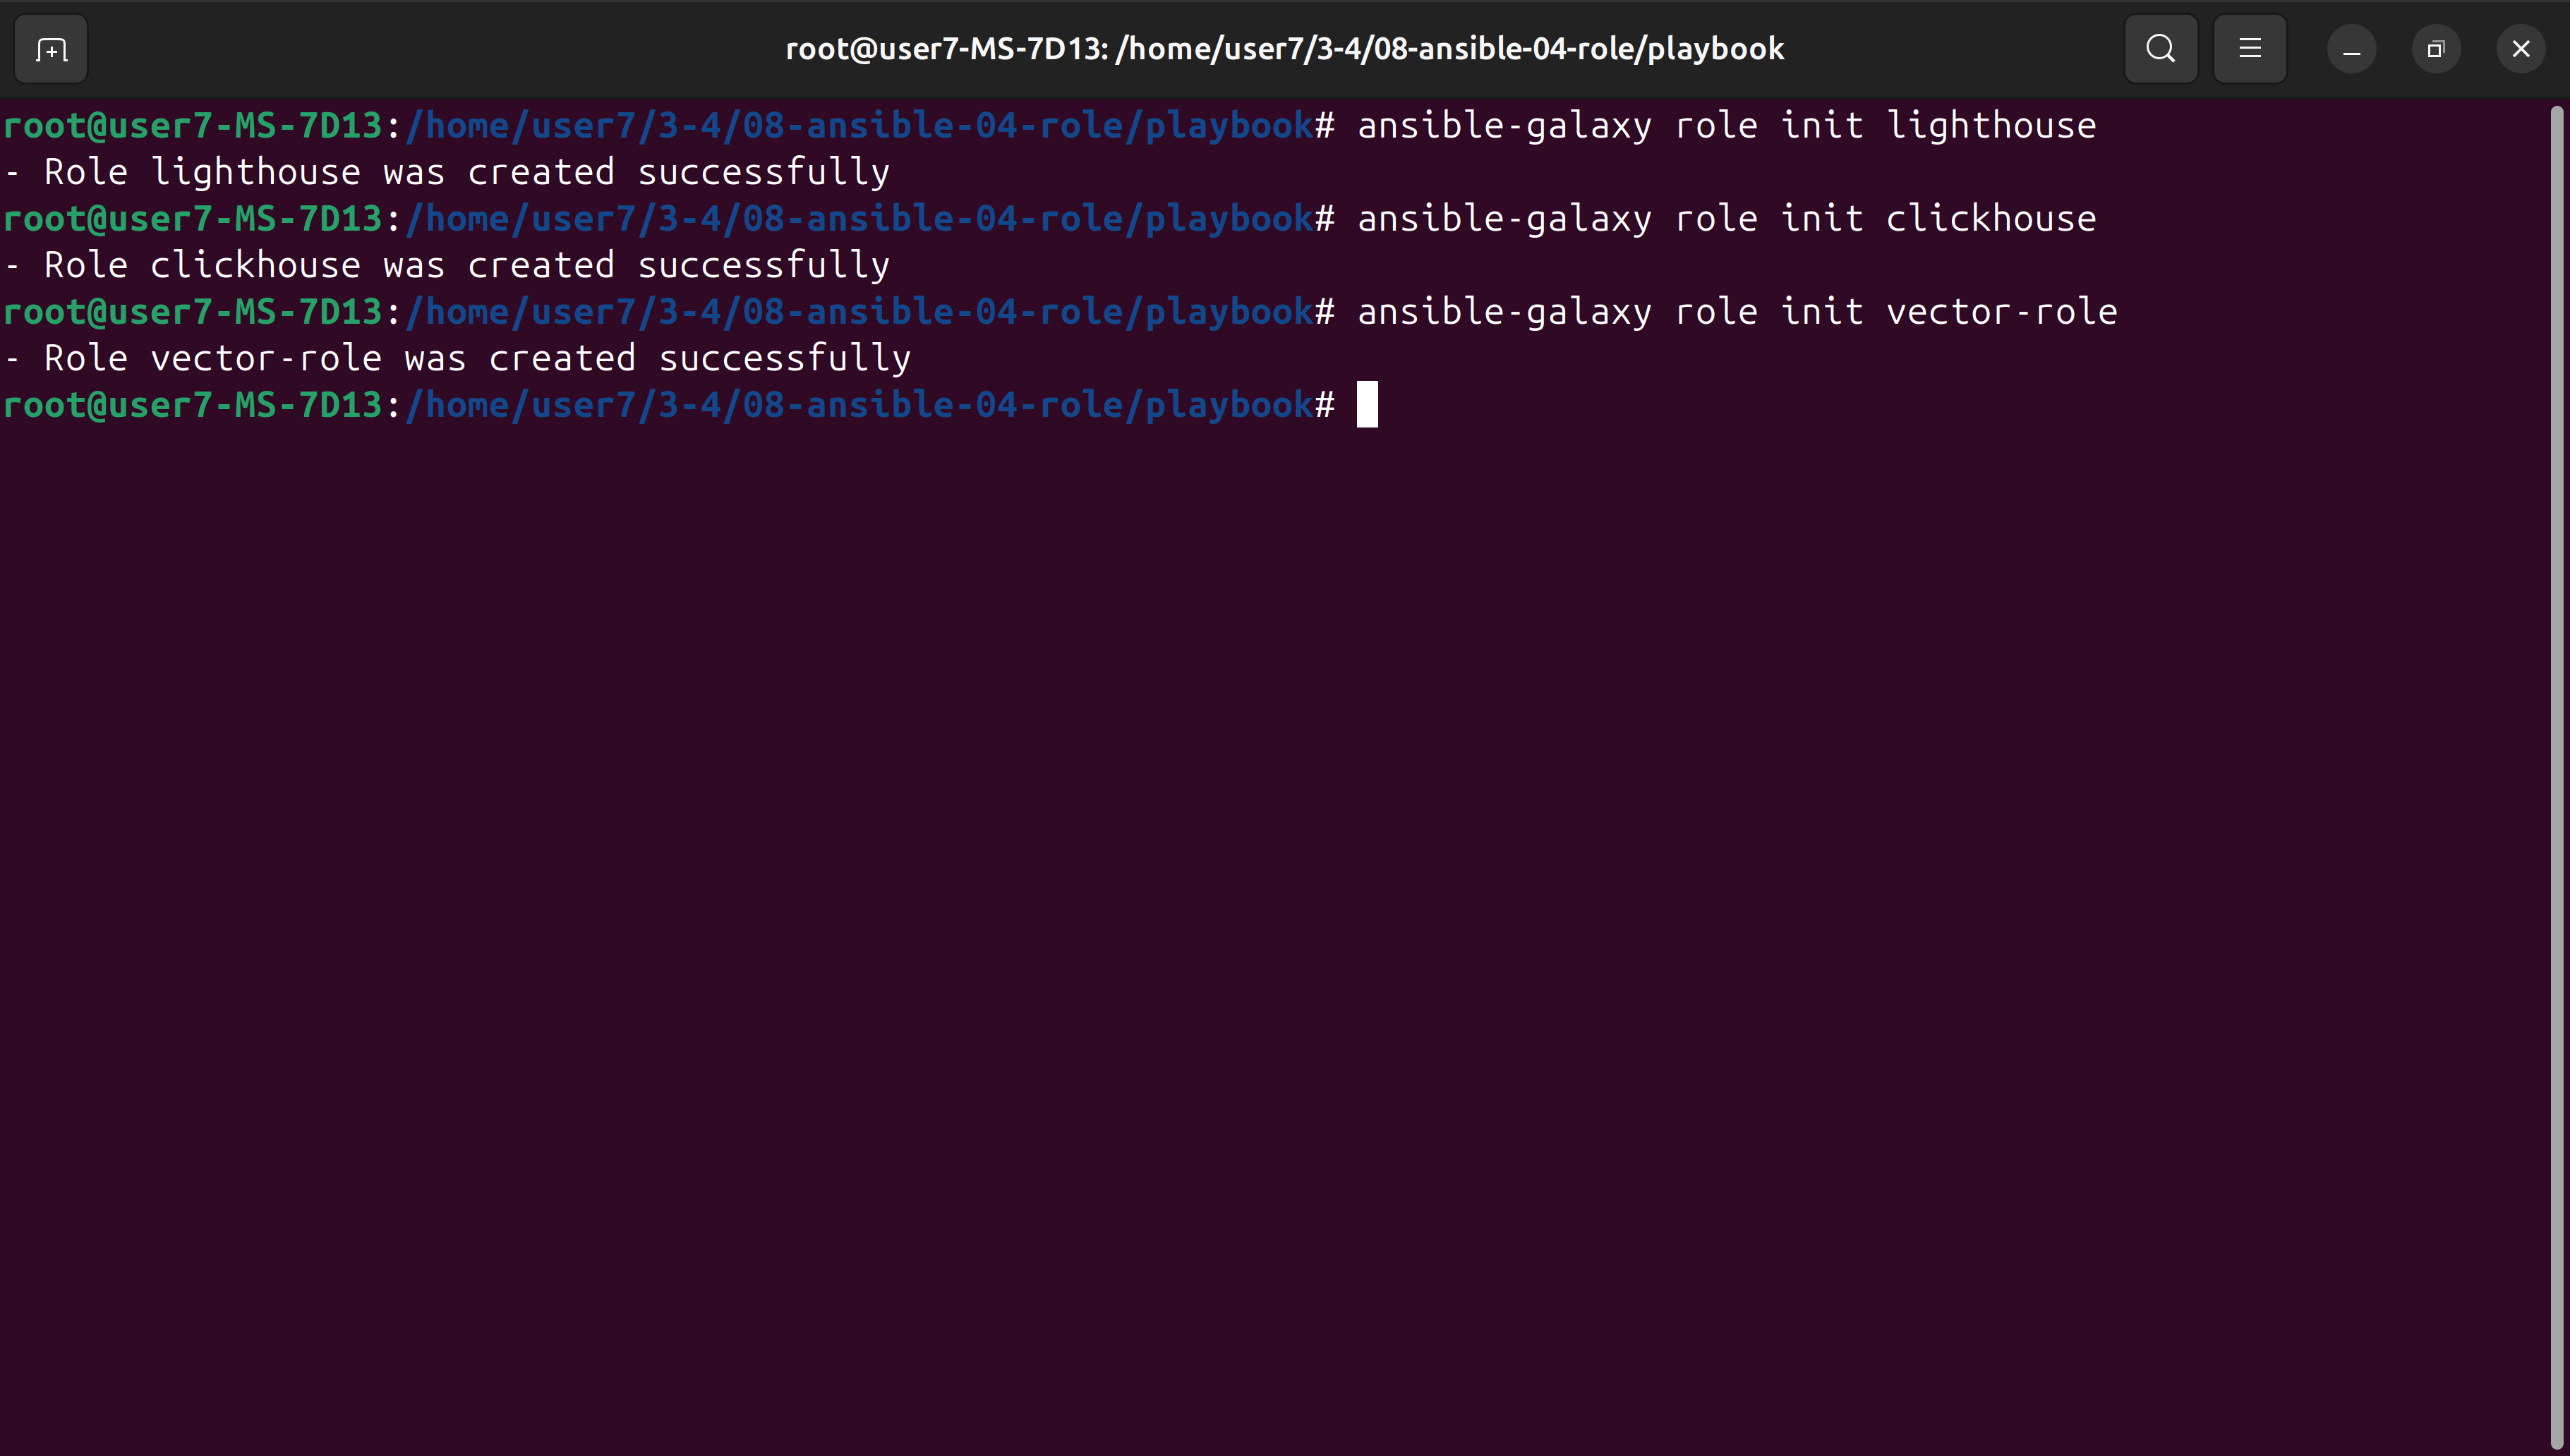 root@user7-MS-7D13: /home/user7/3-4/08-ansible-04-role/playbook
root@user7-MS-7D13:/home/user7/3-4/08-ansible-04-role/playbook# ansible-galaxy role init lighthouse
- Role lighthouse was created successfully
root@user7-MS-7D13:/home/user7/3-4/08-ansible-04-role/playbook# ansible-galaxy role init clickhouse
- Role clickhouse was created successfully
root@user7-MS-7D13:/home/user7/3-4/08-ansible-04-role/playbook# ansible-galaxy role init vector-role
- Role vector-role was created successfully
root@user7-MS-7D13:/home/user7/3-4/08-ansible-04-role/playbook#